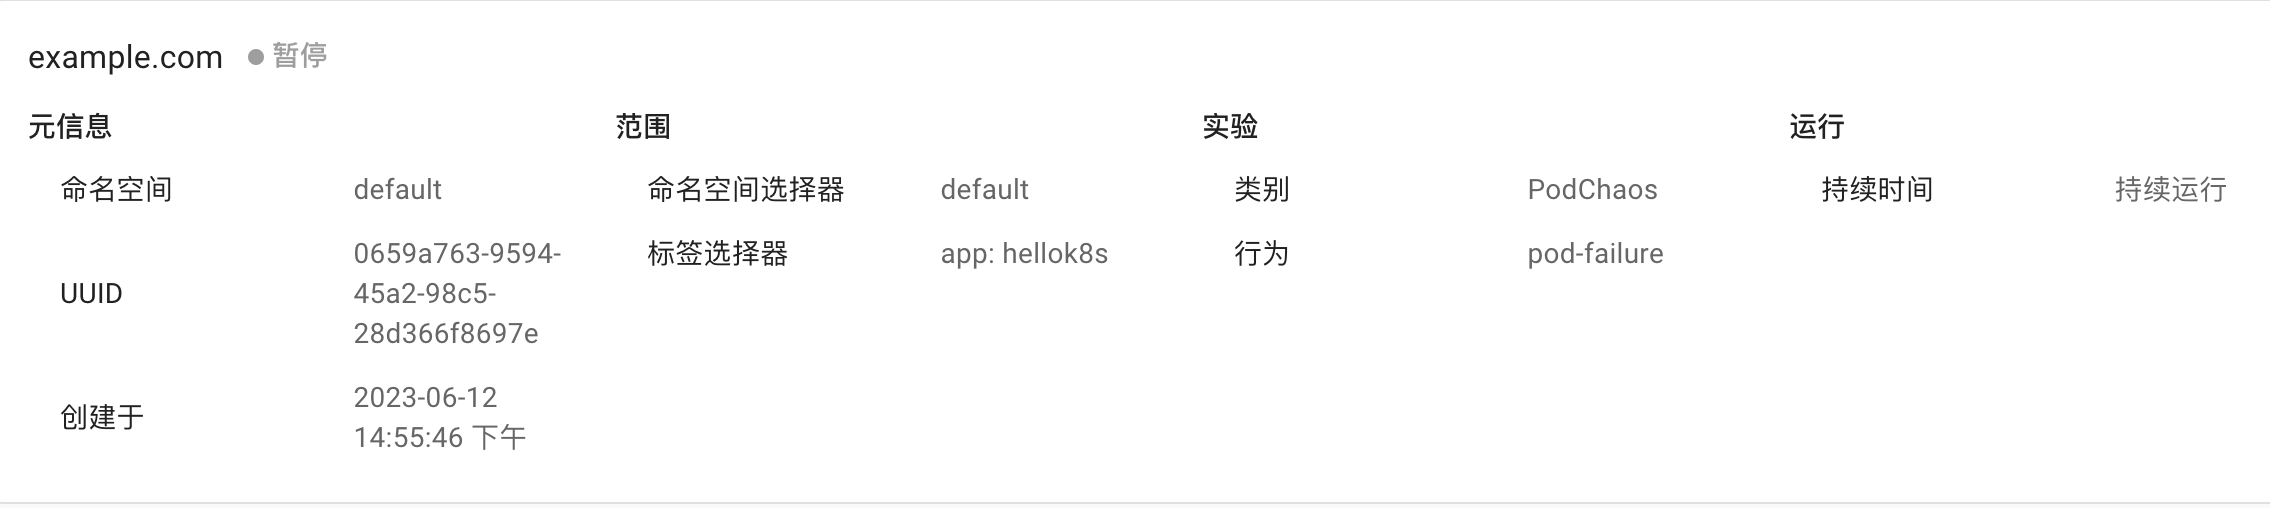 example.com 暂停
元信息 范围 实验 运行
命名空间 default 命名空间选择器 default 类别 PodChaos 持续时间 持续运行
UUID 0659a763-9594-
45a2-98c5-
28d366f8697e
标签选择器 app: hellok8s 行为 pod-failure
创建于 2023-06-12
14:55:46 下午